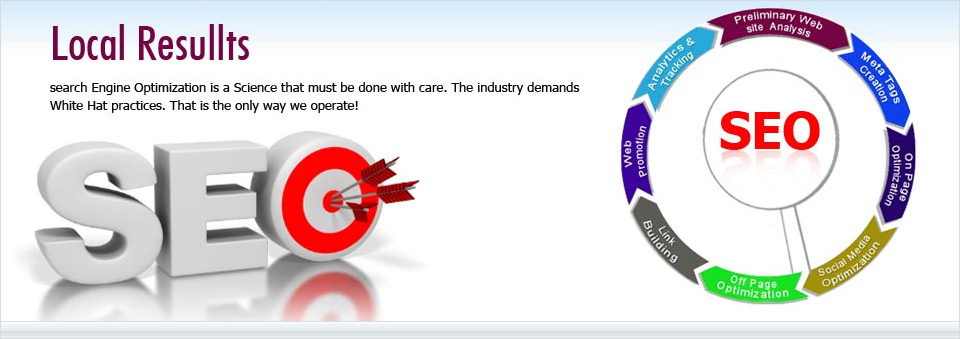 Local Resullts
search Engine Optimization is a Science that must be done with care. The industry demands
White Hat practices. That is the only way we operate!
SEO
SEO
Preliminary Web
site Analysis
Meta Tags
Creation
On Page
Optimization
Social Media
Optimization
Off Page
Optimization
Link
Building
Web
Promotion
Analytics &
Tracking